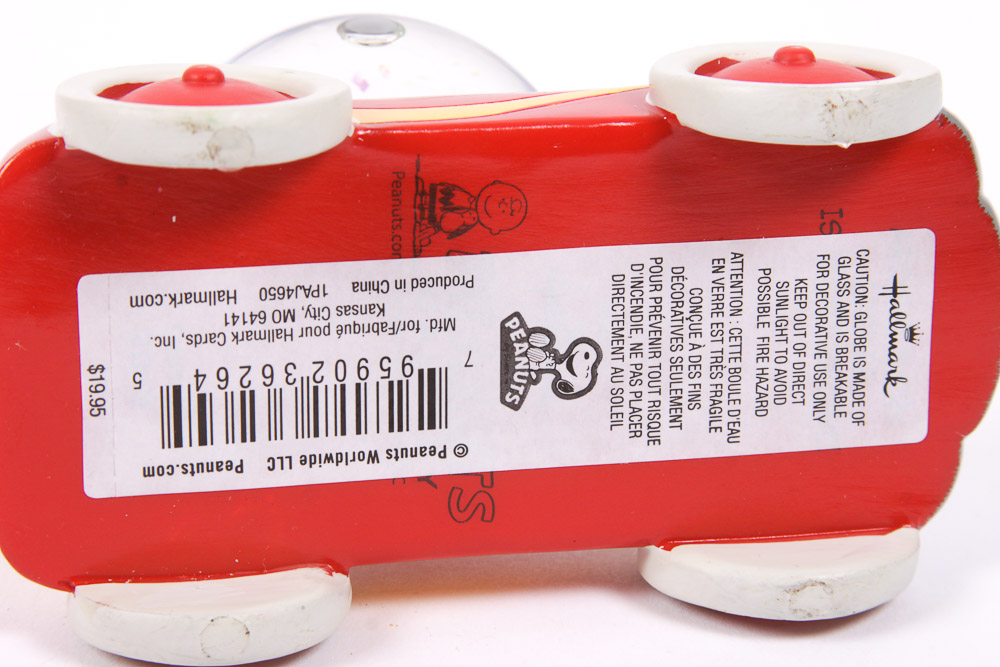 Hallmark
CAUTION: GLOBE IS MADE OF
GLASS AND IS BREAKABLE
FOR DECORATIVE USE ONLY
KEEP OUT OF DIRECT
SUNLIGHT TO AVOID
POSSIBLE FIRE HAZARD
ATTENTION : CETTE BOULE D'EAU
EN VERRE EST TRÈS FRAGILE
CONÇUE À DES FINS
DÉCORATIVES SEULEMENT
POUR PRÉVENIR TOUT RISQUE
D'INCENDIE, NE PAS PLACER
DIRECTEMENT AU SOLEIL
PEANUTS
© Peanuts Worldwide LLC Peanuts.com
7 95902 36264 5
Mfd. for/Fabriqué pour Hallmark Cards, Inc.
Kansas City, MO 64141
Produced in China 1PAJ4650 Hallmark.com
$19.95
Peanuts.com